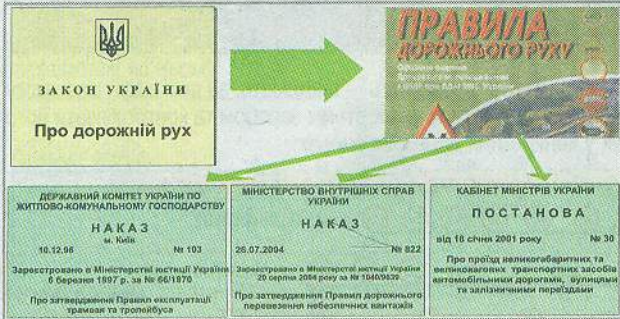 ЗАКОН УКРАЇНИ
Про дорожній рух
ПРАВИЛА
ДОРОЖНЬОГО РУХУ
ДЕРЖАВНИЙ КОМІТЕТ УКРАЇНИ ПО
ЖИТЛОВО-КОМУНАЛЬНОМУ ГОСПОДАРСТВУ
НАКАЗ
м. Київ
10.12.96 № 103
Зареєстровано в Міністерстві юстиції України
6 березня 1997 р. за № 66/1870
Про затвердження Правил експлуатації
трамвая та тролейбуса
МІНІСТЕРСТВО ВНУТРІШНІХ СПРАВ
УКРАЇНИ
НАКАЗ
26.07.2004 № 822
Зареєстровано в Міністерстві юстиції України
20 серпня 2004 року за № 1040/9639
Про затвердження Правил дорожнього
перевезення небезпечних вантажів
КАБІНЕТ МІНІСТРІВ УКРАЇНИ
ПОСТАНОВА
від 18 січня 2001 року № 30
Про проїзд великогабаритних та
великовагових транспортних засобів
автомобільними дорогами, вулицями
та залізничними переїздами